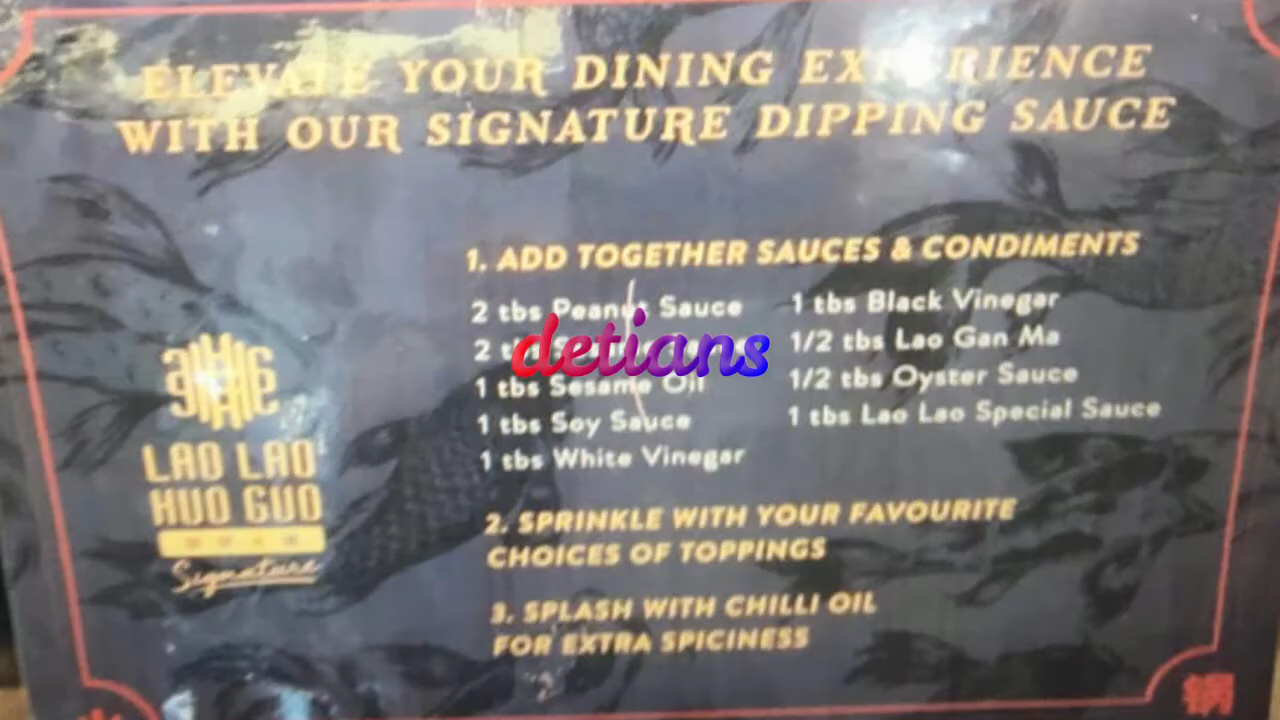 ELEVATE YOUR DINING EXPERIENCE
WITH OUR SIGNATURE DIPPING SAUCE
1. ADD TOGETHER SAUCES & CONDIMENTS
2 tbs Peanut Sauce
2
detians
1 tbs Sesame Oil
1 tbs Soy Sauce
1 tbs White Vinegar
1 tbs Black Vinegar
1/2 tbs Lao Gan Ma
1/2 tbs Oyster Sauce
1 tbs Lao Lao Special Sauce
2. SPRINKLE WITH YOUR FAVOURITE
CHOICES OF TOPPINGS
3. SPLASH WITH CHILLI OIL
FOR EXTRA SPICINESS
LAO LAO
HUO GUO
Signature
锅